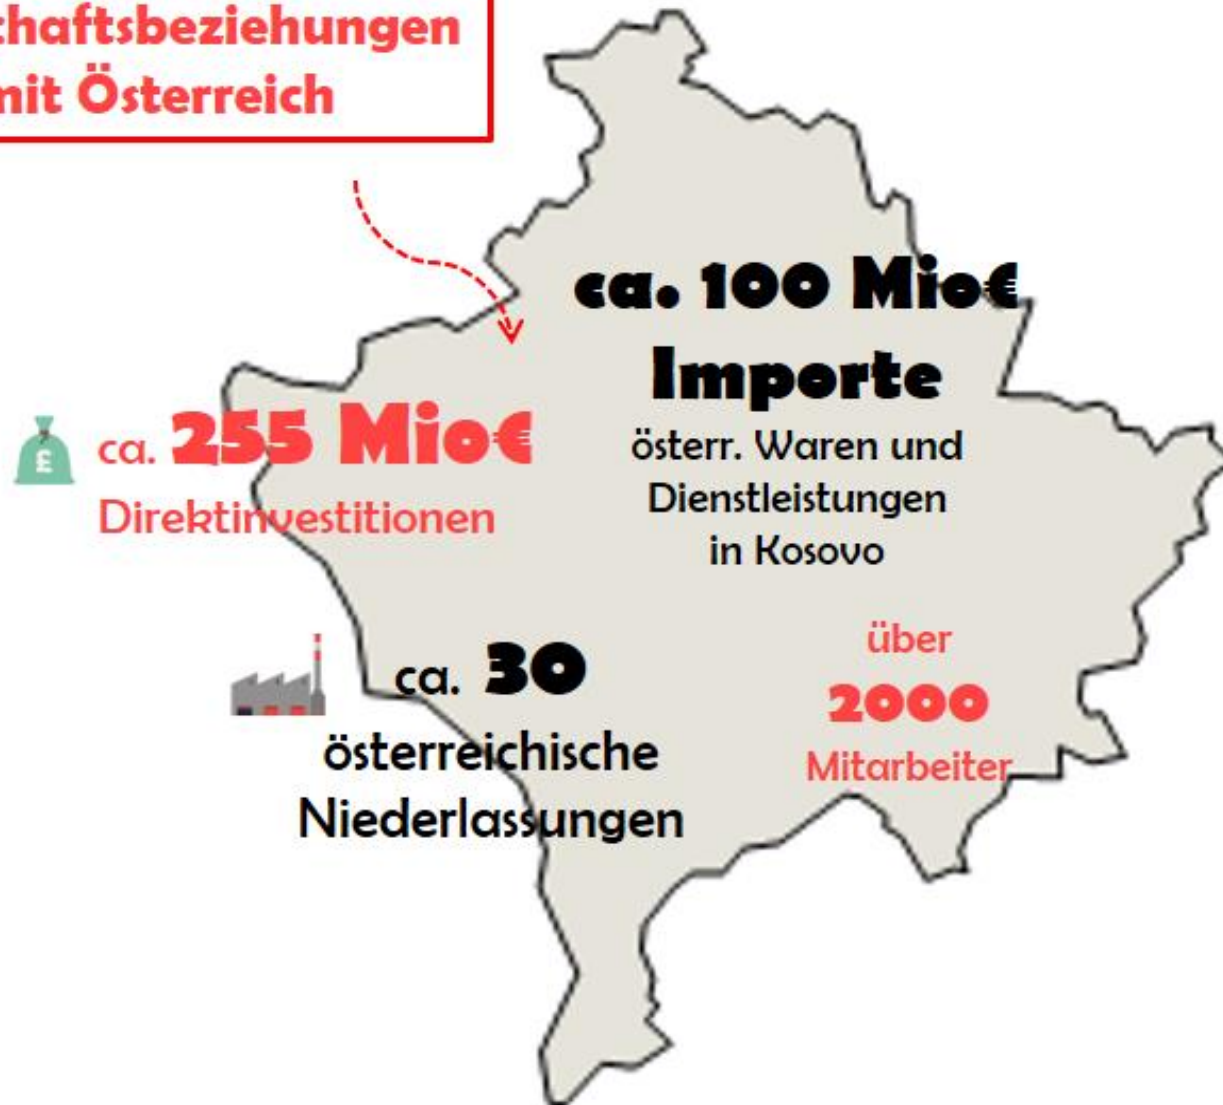 chaftsbeziehungen
mit Österreich
ca. 100 Mio€
Importe
österr. Waren und
Dienstleistungen
in Kosovo
£
ca. 255 Mio€
Direktinvestitionen
ca. 30
österreichische
Niederlassungen
über
2000
Mitarbeiter